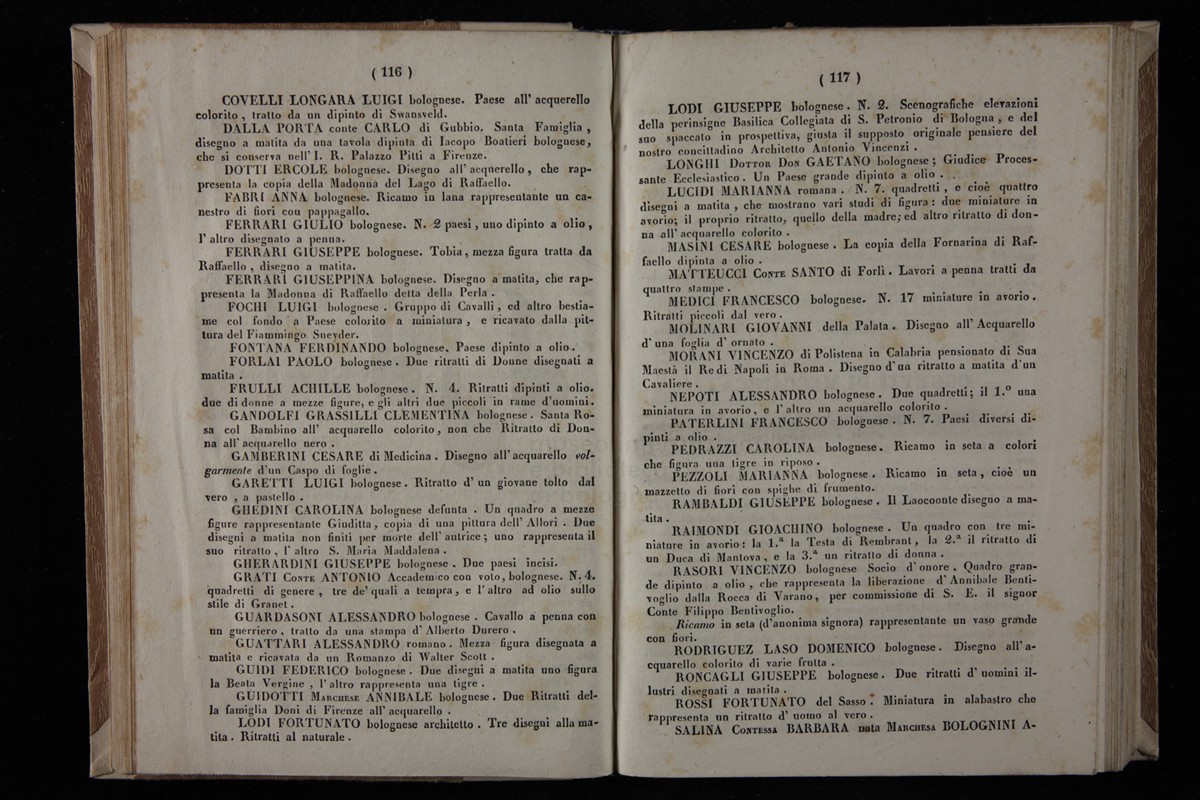 ( 116 )
COVELLI LONGARA LUIGI bolognese. Paese all' acquerello
colorito , tratto da un dipinto di Swansveld.
DALLA PORTA conte CARLO di Gubbio. Santa Famiglia ,
disegno a matita da una tavola dipinta di Iacopo Boatieri bolognese,
che si conserva nell' I. R. Palazzo Pitti a Firenze.
DOTTI ERCOLE bolognese. Disegno all' acquerello , che rap-
presenta la copia della Madonna del Lago di Raffaello.
FABRI ANNA bolognese. Ricamo in lana rappresentante un ca-
nestro di fiori con pappagallo.
FERRARI GIULIO bolognese. N. 2 paesi , uno dipinto a olio ,
l' altro disegnato a penna.
FERRARI GIUSEPPE bolognese. Tobia, mezza figura tratta da
Raffaello , disegno a matita.
FERRARI GIUSEPPINA bolognese. Disegno a matita, che rap-
presenta la Madonna di Raffaello detta della Perla .
FOCHI LUIGI bolognese . Gruppo di Cavalli , ed altro bestia-
me col fondo a Paese colorito a miniatura , e ricavato dalla pit-
tura del Fiammingo Sneyder.
FONTANA FERDINANDO bolognese. Paese dipinto a olio.
FORLAI PAOLO bolognese . Due ritratti di Donne disegnati a
matita .
FRULLI ACHILLE bolognese . N. 4. Ritratti dipinti a olio.
due di donne a mezze figure, e gli altri due piccoli in rame d'uomini.
GANDOLFI GRASSILLI CLEMENTINA bolognese . Santa Ro-
sa col Bambino all' acquarello colorito , non che Ritratto di Don-
na all' acquarello nero .
GAMBERINI CESARE di Medicina . Disegno all' acquarello vol-
garmente d'un Caspo di foglie .
GARETTI LUIGI bolognese . Ritratto d' un giovane tolto dal
vero , a pastello .
GHEDINI CAROLINA bolognese defunta . Un quadro a mezze
figure rappresentante Giuditta, copia di una pittura dell' Allori . Due
disegni a matita non finiti per morte dell' autrice ; uno rappresenta il
suo ritratto , l' altro S. Maria Maddalena .
GHERARDINI GIUSEPPE bolognese . Due paesi incisi.
GRATI CONTE ANTONIO Accademico con voto, bolognese. N. 4.
quadretti di genere , tre de' quali a tempra , e l' altro ad olio sullo
stile di Granet .
GUARDASONI ALESSANDRO bolognese . Cavallo a penna con
un guerriero , tratto da una stampa d' Alberto Durero .
GUATTARI ALESSANDRO romano . Mezza figura disegnata a
matita e ricavata da un Romanzo di Walter Scott .
GUIDI FEDERICO bolognese . Due disegni a matita uno figura
la Beata Vergine , l' altro rappresenta una tigre .
GUIDOTTI MARCHESE ANNIBALE bolognese . Due Ritratti del-
la famiglia Doni di Firenze all' acquarello .
LODI FORTUNATO bolognese architetto . Tre disegni alla ma-
tita . Ritratti al naturale .
( 117 )
LODI GIUSEPPE bolognese . N. 2. Scenografiche elevazioni
della perinsigne Basilica Collegiata di S. Petronio di Bologna , e del
suo spaccato in prospettiva, giusta il supposto originale pensiere del
nostro concittadino Architetto Antonio Vincenzi .
LONGHI DOTTOR DON GAETANO bolognese ; Giudice Proces-
sante Ecclesiastico . Un Paese grande dipinto a olio .
LUCIDI MARIANNA romana . N. 7. quadretti , e cioè quattro
disegni a matita , che mostrano vari studi di figura : due miniature in
avorio; il proprio ritratto, quello della madre; ed altro ritratto di don-
na all' acquarello colorito .
MASINI CESARE bolognese . La copia della Fornarina di Raf-
faello dipinta a olio .
MATTEUCCI CONTE SANTO di Forlì . Lavori a penna tratti da
quattro stampe .
MEDICI FRANCESCO bolognese. N. 17 miniature in avorio .
Ritratti piccoli dal vero .
MOLINARI GIOVANNI della Palata . Disegno all' Acquarello
d' una foglia d' ornato .
MORANI VINCENZO di Polistena in Calabria pensionato di Sua
Maestà il Re di Napoli in Roma . Disegno d'un ritratto a matita d'un
Cavaliere .
NEPOTI ALESSANDRO bolognese . Due quadretti; il 1.º una
miniatura in avorio, e l' altro un acquarello colorito .
PATERLINI FRANCESCO bolognese . N. 7. Paesi diversi di-
pinti a olio .
PEDRAZZI CAROLINA bolognese. Ricamo in seta a colori
che figura una tigre in riposo .
PEZZOLI MARIANNA bolognese . Ricamo in seta , cioè un
mazzetto di fiori con spighe di frumento.
RAMBALDI GIUSEPPE bolognese . Il Laocoonte disegno a ma-
tita .
RAIMONDI GIOACHINO bolognese . Un quadro con tre mi-
niature in avorio : la 1.ª la Testa di Rembrant, la 2.ª il ritratto di
un Duca di Mantova , e la 3.ª un ritratto di donna .
RASORI VINCENZO bolognese Socio d' onore . Quadro gran-
de dipinto a olio , che rappresenta la liberazione d' Annibale Benti-
voglio dalla Rocca di Varano, per commissione di S. E. il signor
Conte Filippo Bentivoglio.
Ricamo in seta (d'anonima signora) rappresentante un vaso grande
con fiori.
RODRIGUEZ LASO DOMENICO bolognese. Disegno all' a-
cquarello colorito di varie frutta .
RONCAGLI GIUSEPPE bolognese. Due ritratti d' uomini il-
lustri disegnati a matita .
ROSSI FORTUNATO del Sasso . Miniatura in alabastro che
rappresenta un ritratto d' uomo al vero .
SALINA CONTESSA BARBARA nata MARCHESA BOLOGNINI A-